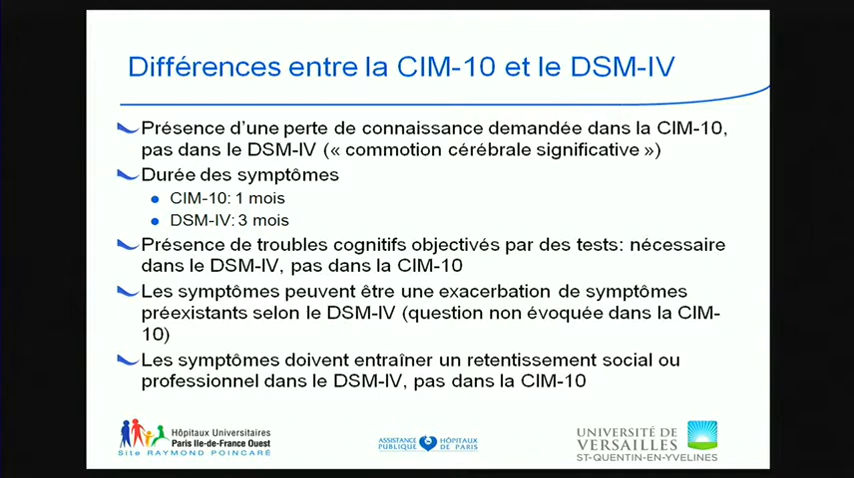 Différences entre la CIM-10 et le DSM-IV
Présence d'une perte de connaissance demandée dans la CIM-10,
pas dans le DSM-IV (« commotion cérébrale significative »)
Durée des symptômes
CIM-10: 1 mois
DSM-IV: 3 mois
Présence de troubles cognitifs objectivés par des tests: nécessaire
dans le DSM-IV, pas dans la CIM-10
Les symptômes peuvent être une exacerbation de symptômes
préexistants selon le DSM-IV (question non évoquée dans la CIM-
10)
Les symptômes doivent entraîner un retentissement social ou
professionnel dans le DSM-IV, pas dans la CIM-10
Hôpitaux Universitaires
Paris Ile-de-France Ouest
Site RAYMOND POINCARÉ
ASSISTANCE PUBLIQUE HÔPITAUX DE PARIS
UNIVERSITÉ DE
VERSAILLES
ST-QUENTIN-EN-YVELINES